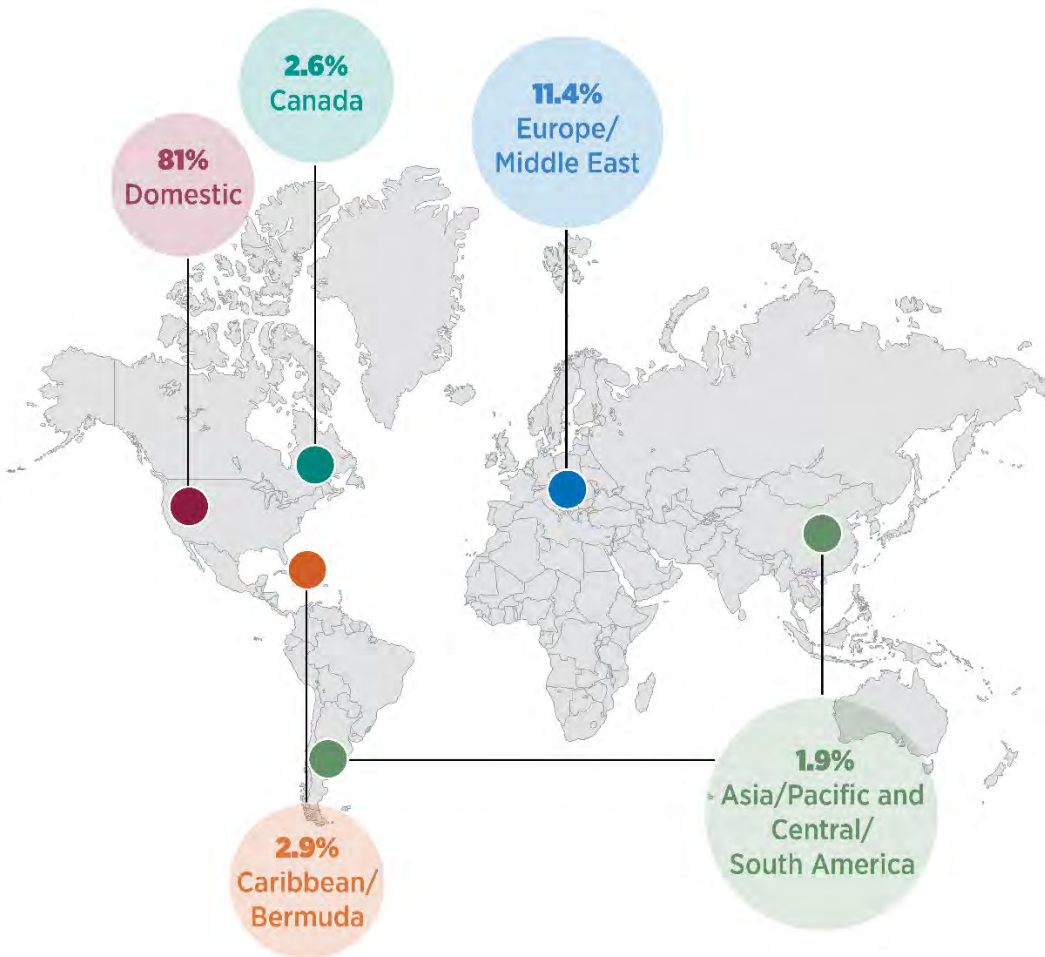 2.6%
Canada
11.4%
Europe/
Middle East
81%
Domestic
1.9%
Asia/Pacific and
Central/
South America
2.9%
Caribbean/
Bermuda